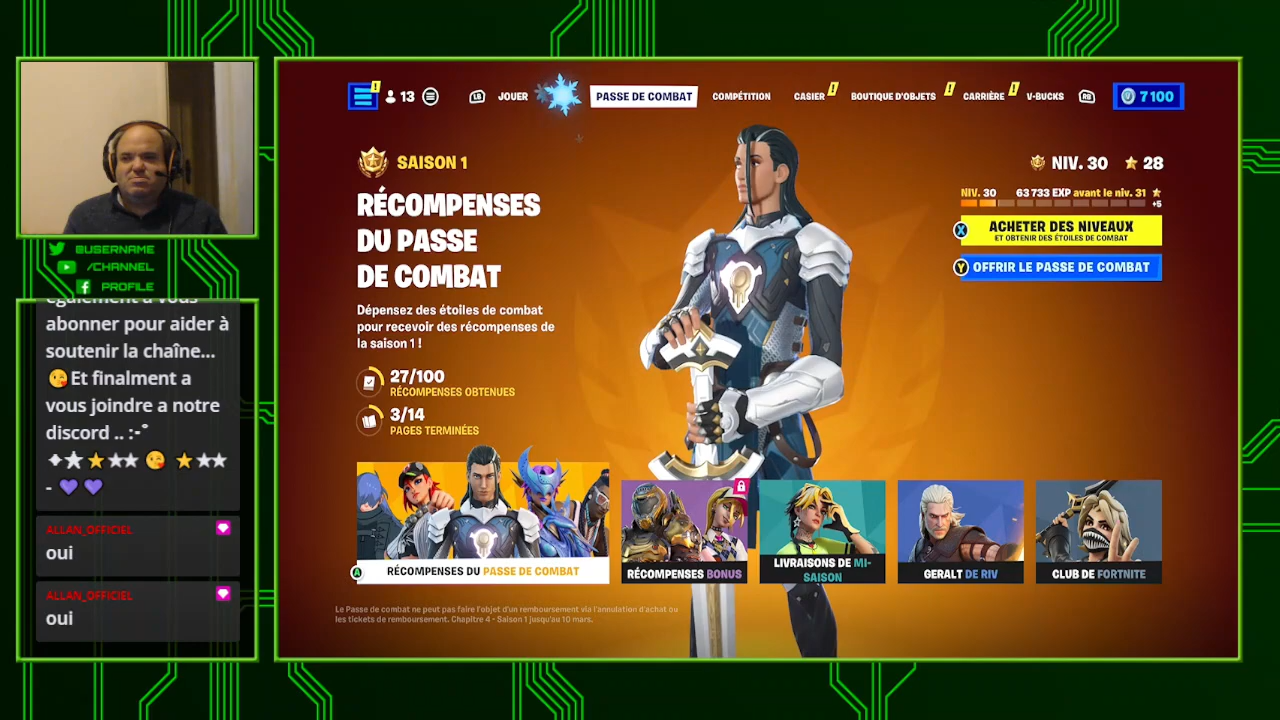 13
LB
JOUER
PASSE DE COMBAT
COMPÉTITION
CASIER
BOUTIQUE D'OBJETS
CARRIÈRE
V-BUCKS
RB
7 100
SAISON 1
RÉCOMPENSES
DU PASSE
DE COMBAT
Dépensez des étoiles de combat
pour recevoir des récompenses de
la saison 1 !
27/100
RÉCOMPENSES OBTENUES
3/14
PAGES TERMINÉES
NIV. 30
28
NIV. 30 63 733 EXP avant le niv. 31
+5
X ACHETER DES NIVEAUX
ET OBTENIR DES ÉTOILES DE COMBAT
Y OFFRIR LE PASSE DE COMBAT
A RÉCOMPENSES DU PASSE DE COMBAT
RÉCOMPENSES BONUS
LIVRAISONS DE MI-
SAISON
GERALT DE RIV
CLUB DE FORTNITE
Le Passe de combat ne peut pas faire l'objet d'un remboursement via l'annulation d'achat ou
les tickets de remboursement. Chapitre 4 - Saison 1 jusqu'au 10 mars.
@USERNAME
/CHANNEL
PROFILE
également à vous
abonner pour aider à
soutenir la chaîne...
😘Et finalment a
vous joindre a notre
discord .. :-˚
✦★⭐★★ 😘 ⭐★★
- 💜 💜
ALLAN_OFFICIEL
oui
ALLAN_OFFICIEL
oui